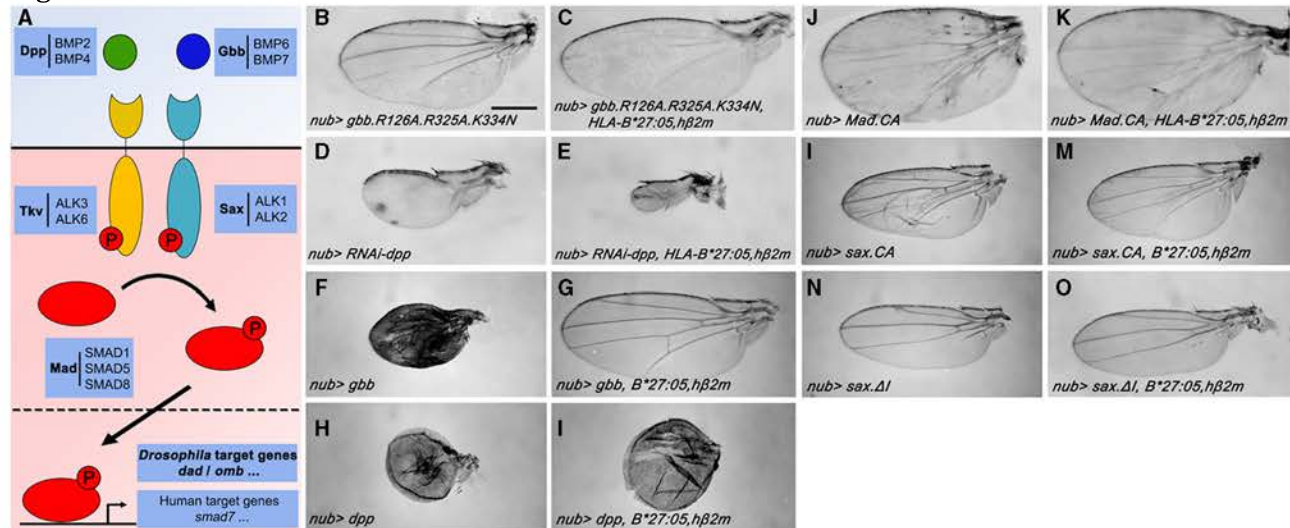 A
Dpp
BMP2
BMP4
Gbb
BMP6
BMP7
Tkv
ALK3
ALK6
Sax
ALK1
ALK2
P
P
P
Mad
SMAD1
SMAD5
SMAD8
P
Drosophila target genes
dad / omb ...
Human target genes
smad7 ...
B
nub> gbb.R126A.R325A.K334N
C
nub> gbb.R126A.R325A.K334N,
HLA-B*27:05,hβ2m
D
nub> RNAi-dpp
E
nub> RNAi-dpp, HLA-B*27:05,hβ2m
F
nub> gbb
G
nub> gbb, B*27:05,hβ2m
H
nub> dpp
I
nub> dpp, B*27:05,hβ2m
J
nub> Mad.CA
K
nub> Mad.CA, HLA-B*27:05,hβ2m
I
nub> sax.CA
M
nub> sax.CA, B*27:05,hβ2m
N
nub> sax.ΔI
O
nub> sax.ΔI, B*27:05,hβ2m